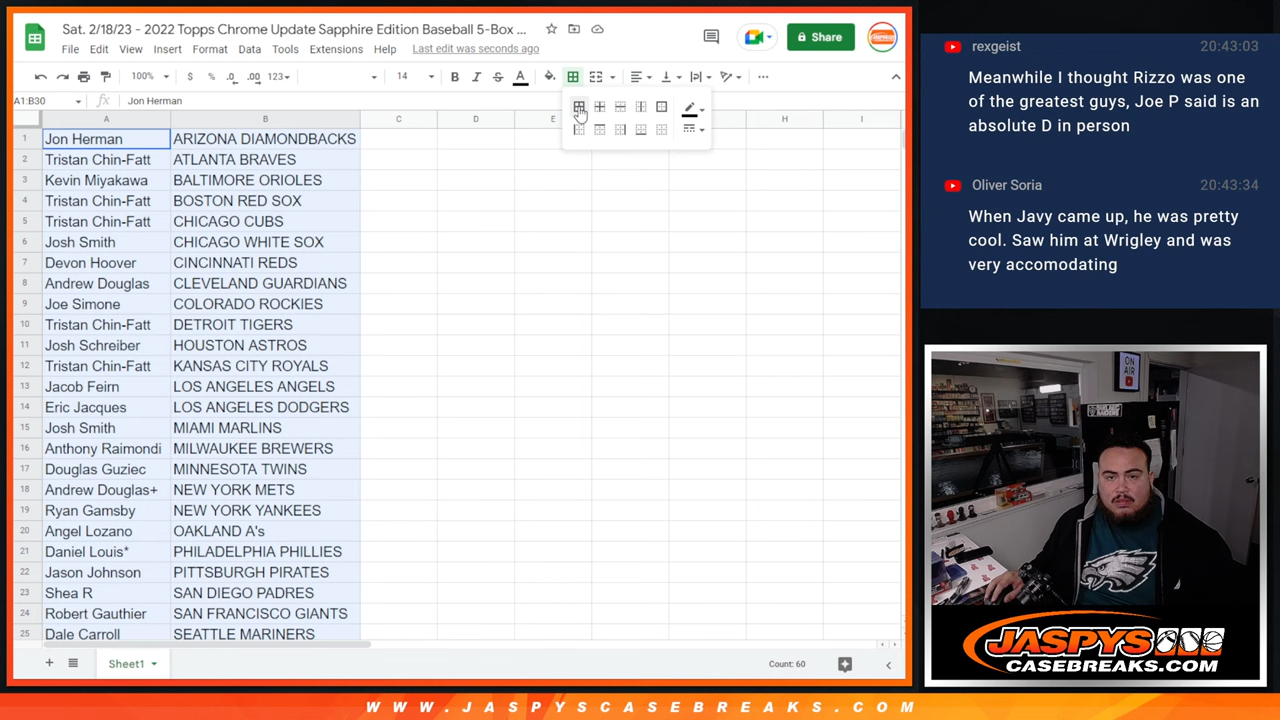 Sat. 2/18/23 - 2022 Topps Chrome Update Sapphire Edition Baseball 5-Box ...
Share
File Edit View Insert Format Data Tools Extensions Help Last edit was seconds ago
100% $ % .0 .00 123 14 B I S A
A1:B30 fx Jon Herman
A B C D E H I
1 Jon Herman ARIZONA DIAMONDBACKS
2 Tristan Chin-Fatt ATLANTA BRAVES
3 Kevin Miyakawa BALTIMORE ORIOLES
4 Tristan Chin-Fatt BOSTON RED SOX
5 Tristan Chin-Fatt CHICAGO CUBS
6 Josh Smith CHICAGO WHITE SOX
7 Devon Hoover CINCINNATI REDS
8 Andrew Douglas CLEVELAND GUARDIANS
9 Joe Simone COLORADO ROCKIES
10 Tristan Chin-Fatt DETROIT TIGERS
11 Josh Schreiber HOUSTON ASTROS
12 Tristan Chin-Fatt KANSAS CITY ROYALS
13 Jacob Feirn LOS ANGELES ANGELS
14 Eric Jacques LOS ANGELES DODGERS
15 Josh Smith MIAMI MARLINS
16 Anthony Raimondi MILWAUKEE BREWERS
17 Douglas Guziec MINNESOTA TWINS
18 Andrew Douglas+ NEW YORK METS
19 Ryan Gamsby NEW YORK YANKEES
20 Angel Lozano OAKLAND A's
21 Daniel Louis* PHILADELPHIA PHILLIES
22 Jason Johnson PITTSBURGH PIRATES
23 Shea R SAN DIEGO PADRES
24 Robert Gauthier SAN FRANCISCO GIANTS
25 Dale Carroll SEATTLE MARINERS
Sheet1
Count: 60
rexgeist 20:43:03
Meanwhile I thought Rizzo was one
of the greatest guys, Joe P said is an
absolute D in person
Oliver Soria 20:43:34
When Javy came up, he was pretty
cool. Saw him at Wrigley and was
very accomodating
ON
AIR
JASPYS
CASEBREAKS.COM
WWW.JASPYSCASEBREAKS.COM